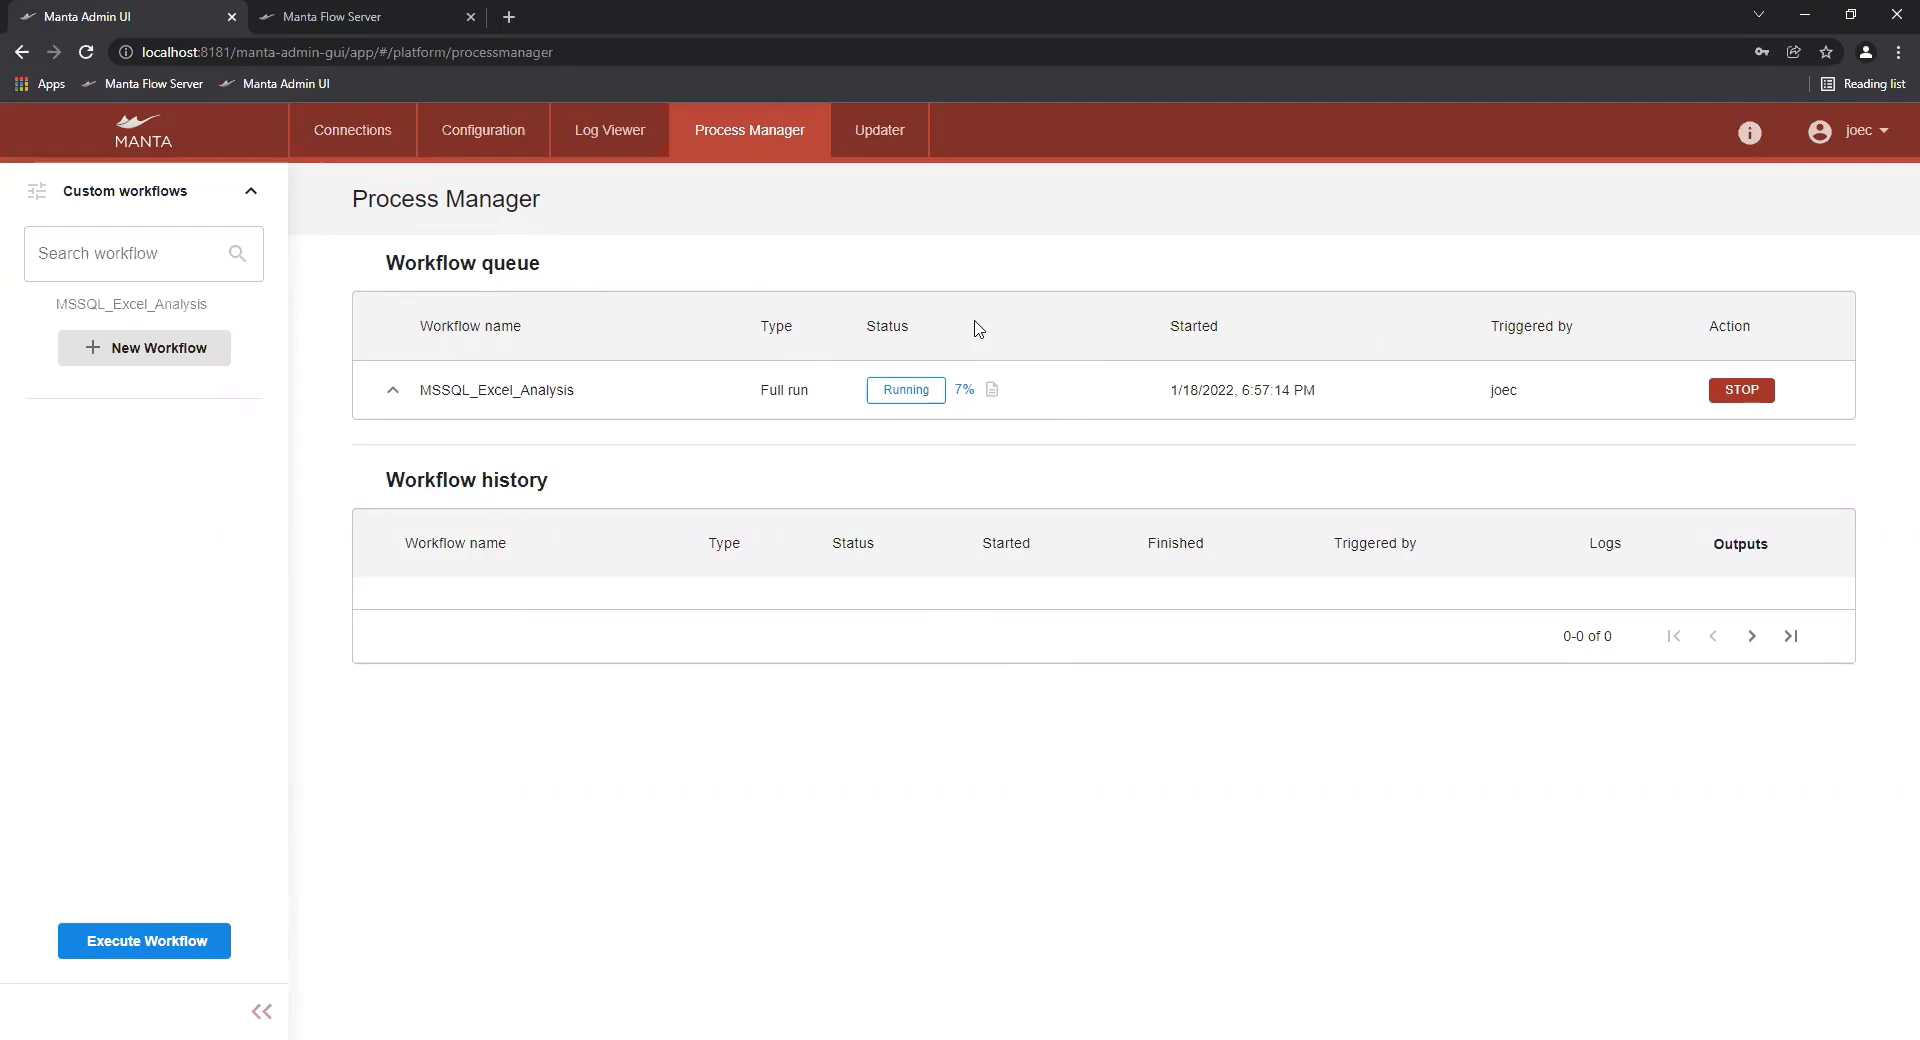 Manta Admin UI
Manta Flow Server
localhost:8181/manta-admin-gui/app/#/platform/processmanager
Apps
Manta Flow Server
Manta Admin UI
Reading list
MANTA
Connections
Configuration
Log Viewer
Process Manager
Updater
joec
Custom workflows
Search workflow
MSSQL_Excel_Analysis
New Workflow
Execute Workflow
Process Manager
Workflow queue
Workflow name Type Status Started Triggered by Action
MSSQL_Excel_Analysis Full run Running 7% 1/18/2022, 6:57:14 PM joec STOP
Workflow history
Workflow name Type Status Started Finished Triggered by Logs Outputs
0-0 of 0